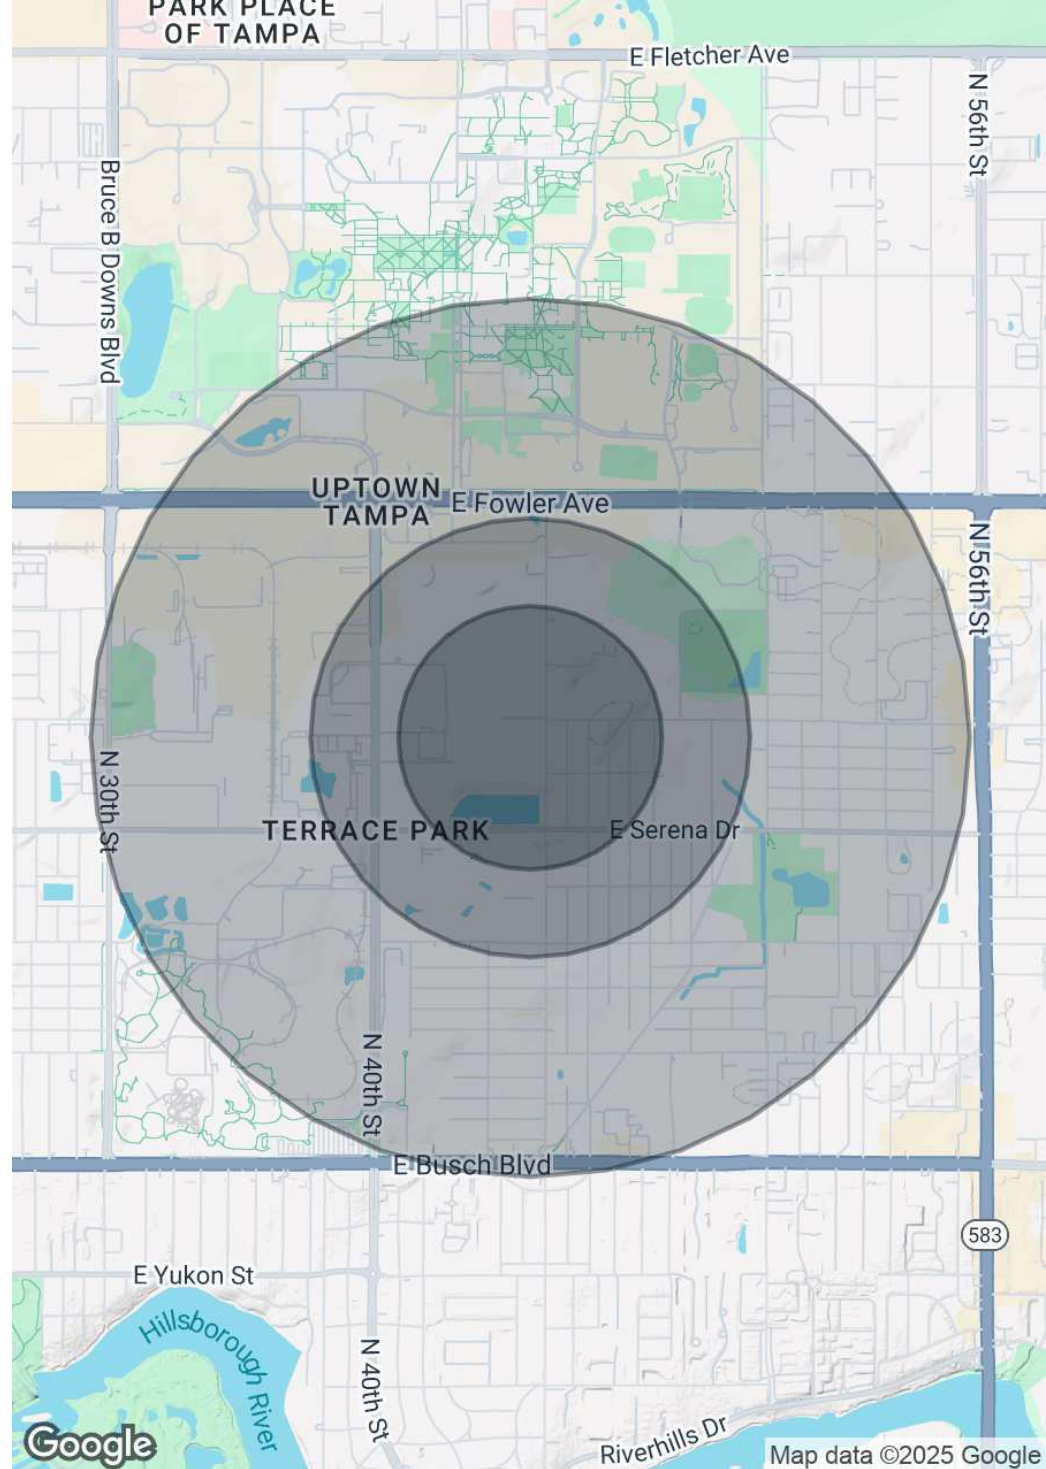 PARK PLACE
OF TAMPA
E Fletcher Ave
N 56th St
Bruce B Downs Blvd
UPTOWN
TAMPA
E Fowler Ave
N 56th St
N 30th St
TERRACE PARK
E Serena Dr
N 40th St
E Busch Blvd
583
E Yukon St
Hillsborough River
N 40th St
Riverhills Dr
Google
Map data ©2025 Google